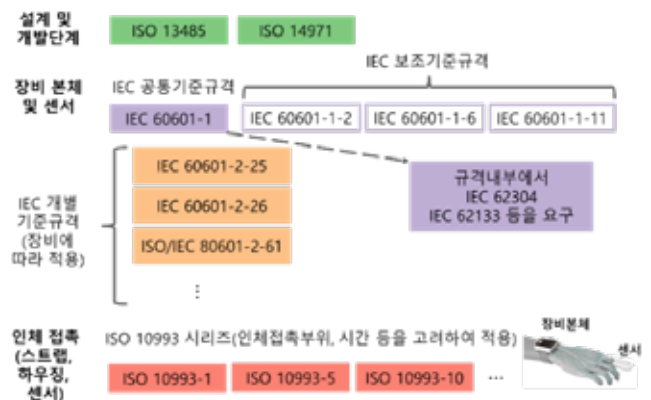 설계 및
개발단계
ISO 13485
ISO 14971
IEC 보조기준규격
장비 본체
및 센서
IEC 공통기준규격
IEC 60601-1
IEC 60601-1-2
IEC 60601-1-6
IEC 60601-1-11
IEC 60601-2-25
IEC 60601-2-26
ISO/IEC 80601-2-61
⋮
IEC 개별
기준규격
(장비에
따라 적용)
규격내부에서
IEC 62304
IEC 62133 등을 요구
인체 접촉
(스트랩,
하우징,
센서)
ISO 10993 시리즈(인체접촉부위, 시간 등을 고려하여 적용)
ISO 10993-1
ISO 10993-5
ISO 10993-10
···
장비본체
센서